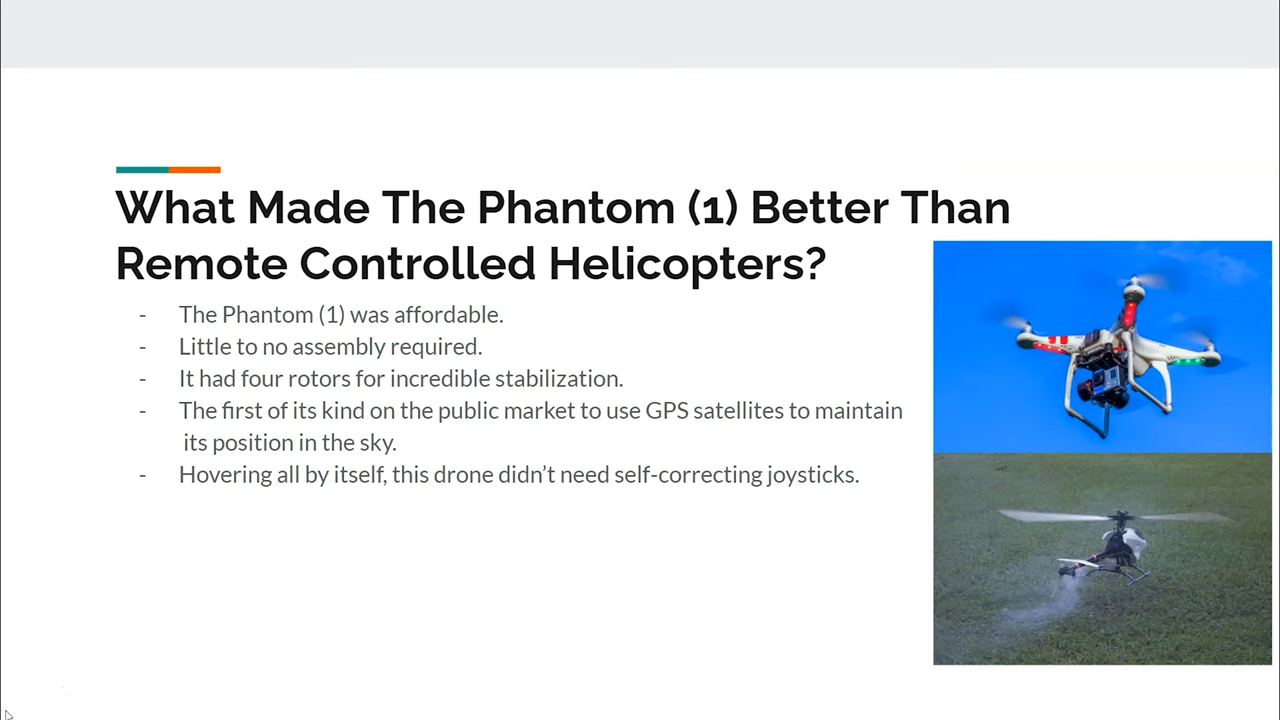 What Made The Phantom (1) Better Than
Remote Controlled Helicopters?
- The Phantom (1) was affordable.
- Little to no assembly required.
- It had four rotors for incredible stabilization.
- The first of its kind on the public market to use GPS satellites to maintain
its position in the sky.
- Hovering all by itself, this drone didn’t need self-correcting joysticks.